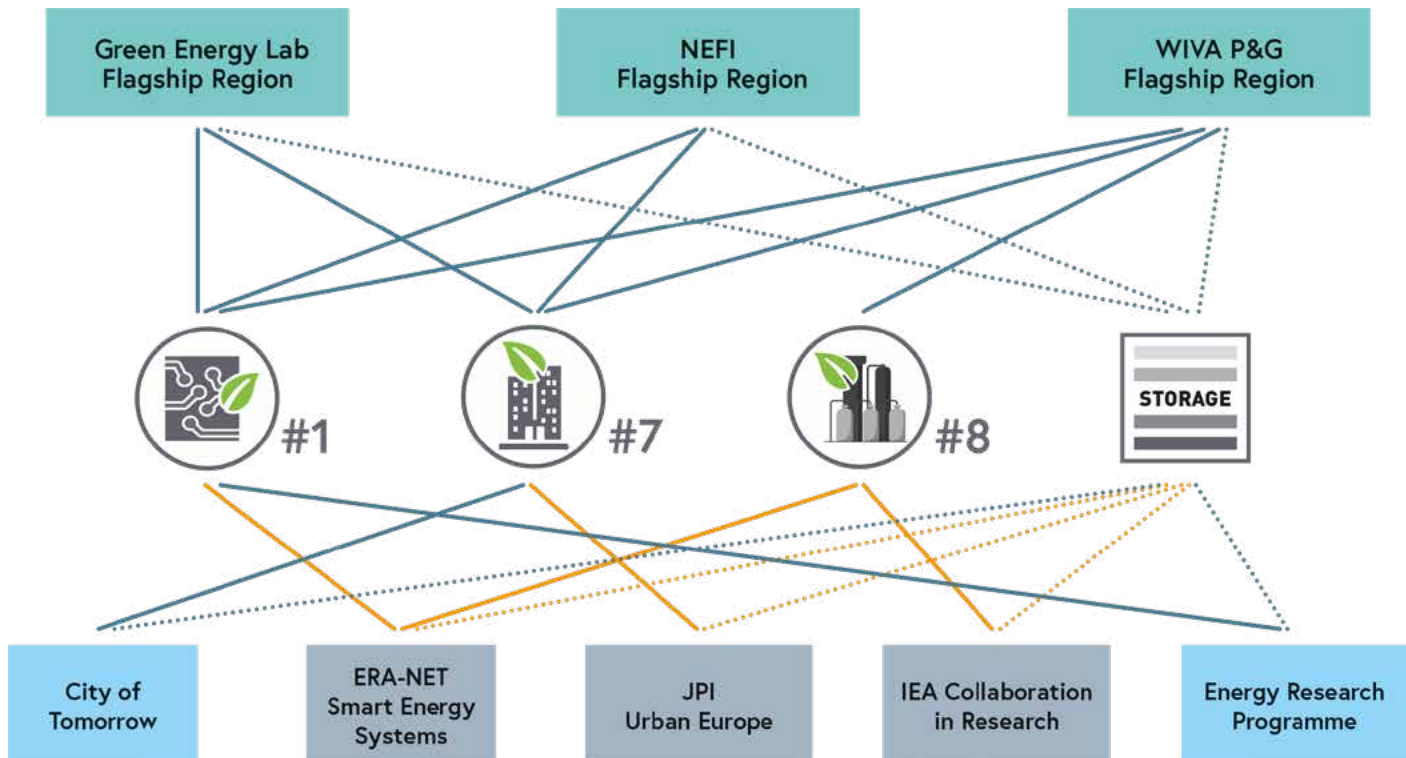 Green Energy Lab
Flagship Region
NEFI
Flagship Region
WIVA P&G
Flagship Region
#1
#7
#8
STORAGE
City of
Tomorrow
ERA-NET
Smart Energy
Systems
JPI
Urban Europe
IEA Collaboration
in Research
Energy Research
Programme